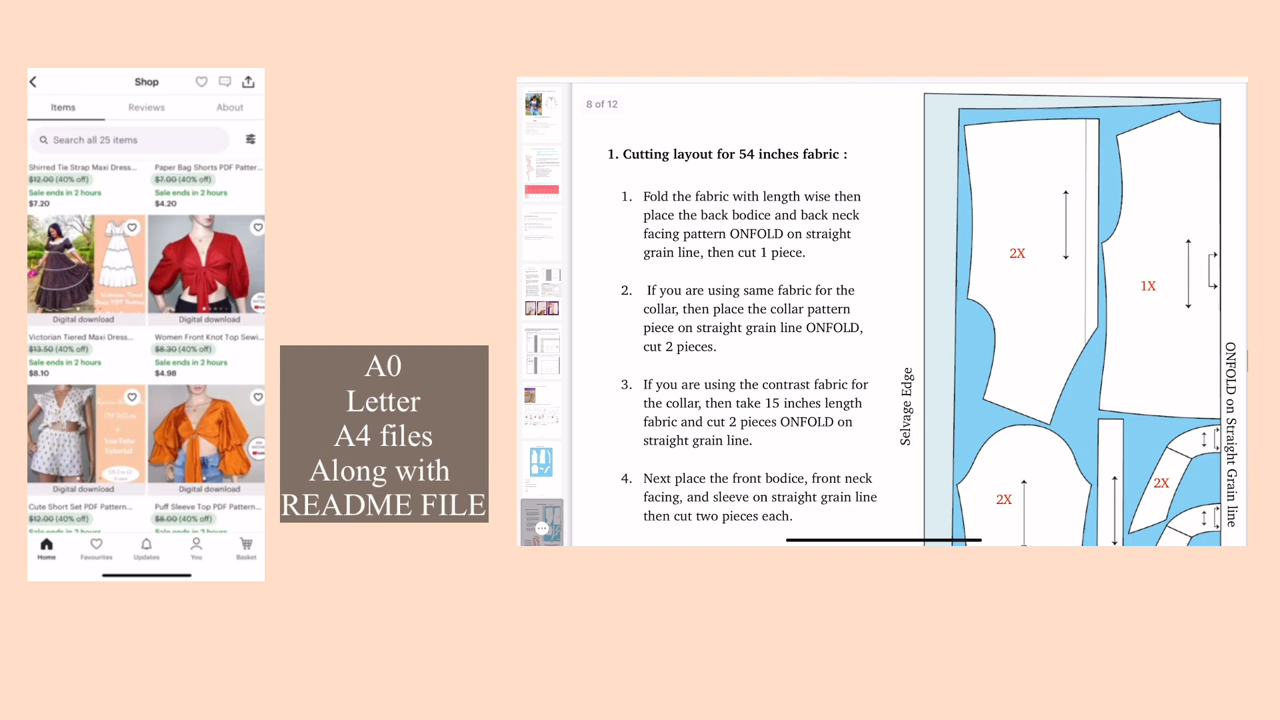 Shop
Items
Reviews
About
Search all 25 items
Shirred Tie Strap Maxi Dress...
$12.00 (40% off)
Sale ends in 2 hours
$7.20
Paper Bag Shorts PDF Patter...
$7.00 (40% off)
Sale ends in 2 hours
$4.20
Digital download
Victorian Tiered Maxi Dress...
$13.50 (40% off)
Sale ends in 2 hours
$8.10
Digital download
Women Front Knot Top Sewi...
$8.30 (40% off)
Sale ends in 2 hours
$4.98
YouTube
Digital download
Cute Short Set PDF Pattern...
$12.00 (40% off)
Sale ends in 2 hours
Digital download
Puff Sleeve Top PDF Pattern...
$8.00 (40% off)
Sale ends in 2 hours
Home
Favourites
Updates
You
Basket
A0
Letter
A4 files
Along with
README FILE
8 of 12
1. Cutting layout for 54 inches fabric :
1. Fold the fabric with length wise then
place the back bodice and back neck
facing pattern ONFOLD on straight
grain line, then cut 1 piece.
2. If you are using same fabric for the
collar, then place the collar pattern
piece on straight grain line ONFOLD,
cut 2 pieces.
3. If you are using the contrast fabric for
the collar, then take 15 inches length
fabric and cut 2 pieces ONFOLD on
straight grain line.
4. Next place the front bodice, front neck
facing, and sleeve on straight grain line
then cut two pieces each.
Selvage Edge
2X
1X
2X
2X
ONFOLD on Straight Grain line